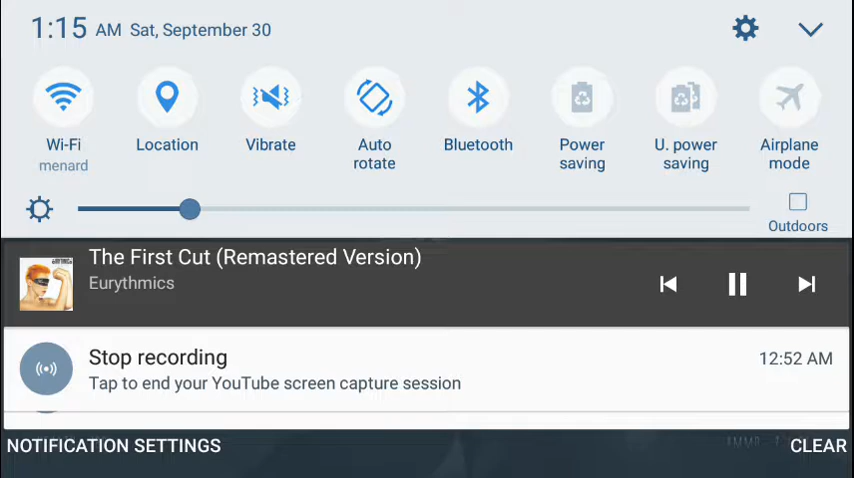 1:15 AM Sat, September 30
Wi-Fi
menard
Location
Vibrate
Auto
rotate
Bluetooth
Power
saving
U. power
saving
Airplane
mode
Outdoors
The First Cut (Remastered Version)
Eurythmics
Stop recording
12:52 AM
Tap to end your YouTube screen capture session
NOTIFICATION SETTINGS
CLEAR